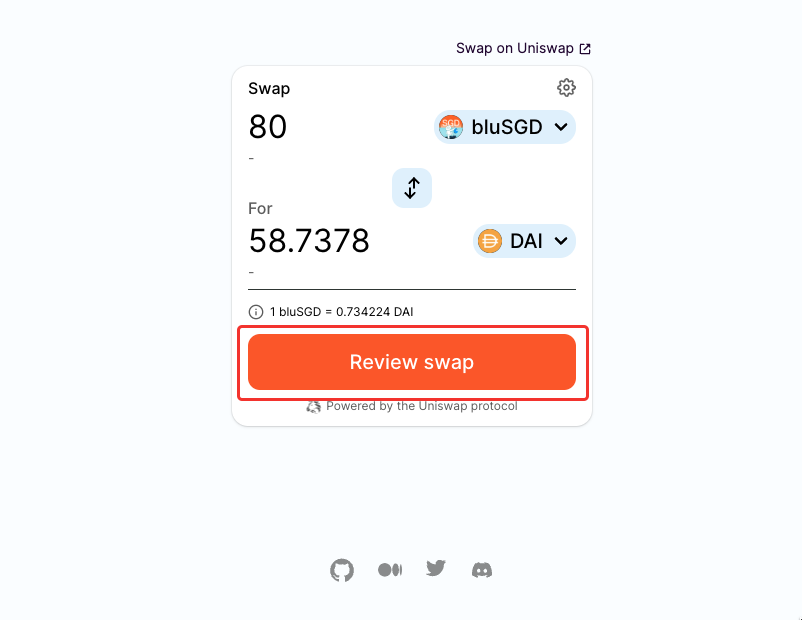 Swap on Uniswap
Swap
80
SGD
bluSGD
-
For
58.7378
DAI
-
1 bluSGD = 0.734224 DAI
Review swap
Powered by the Uniswap protocol